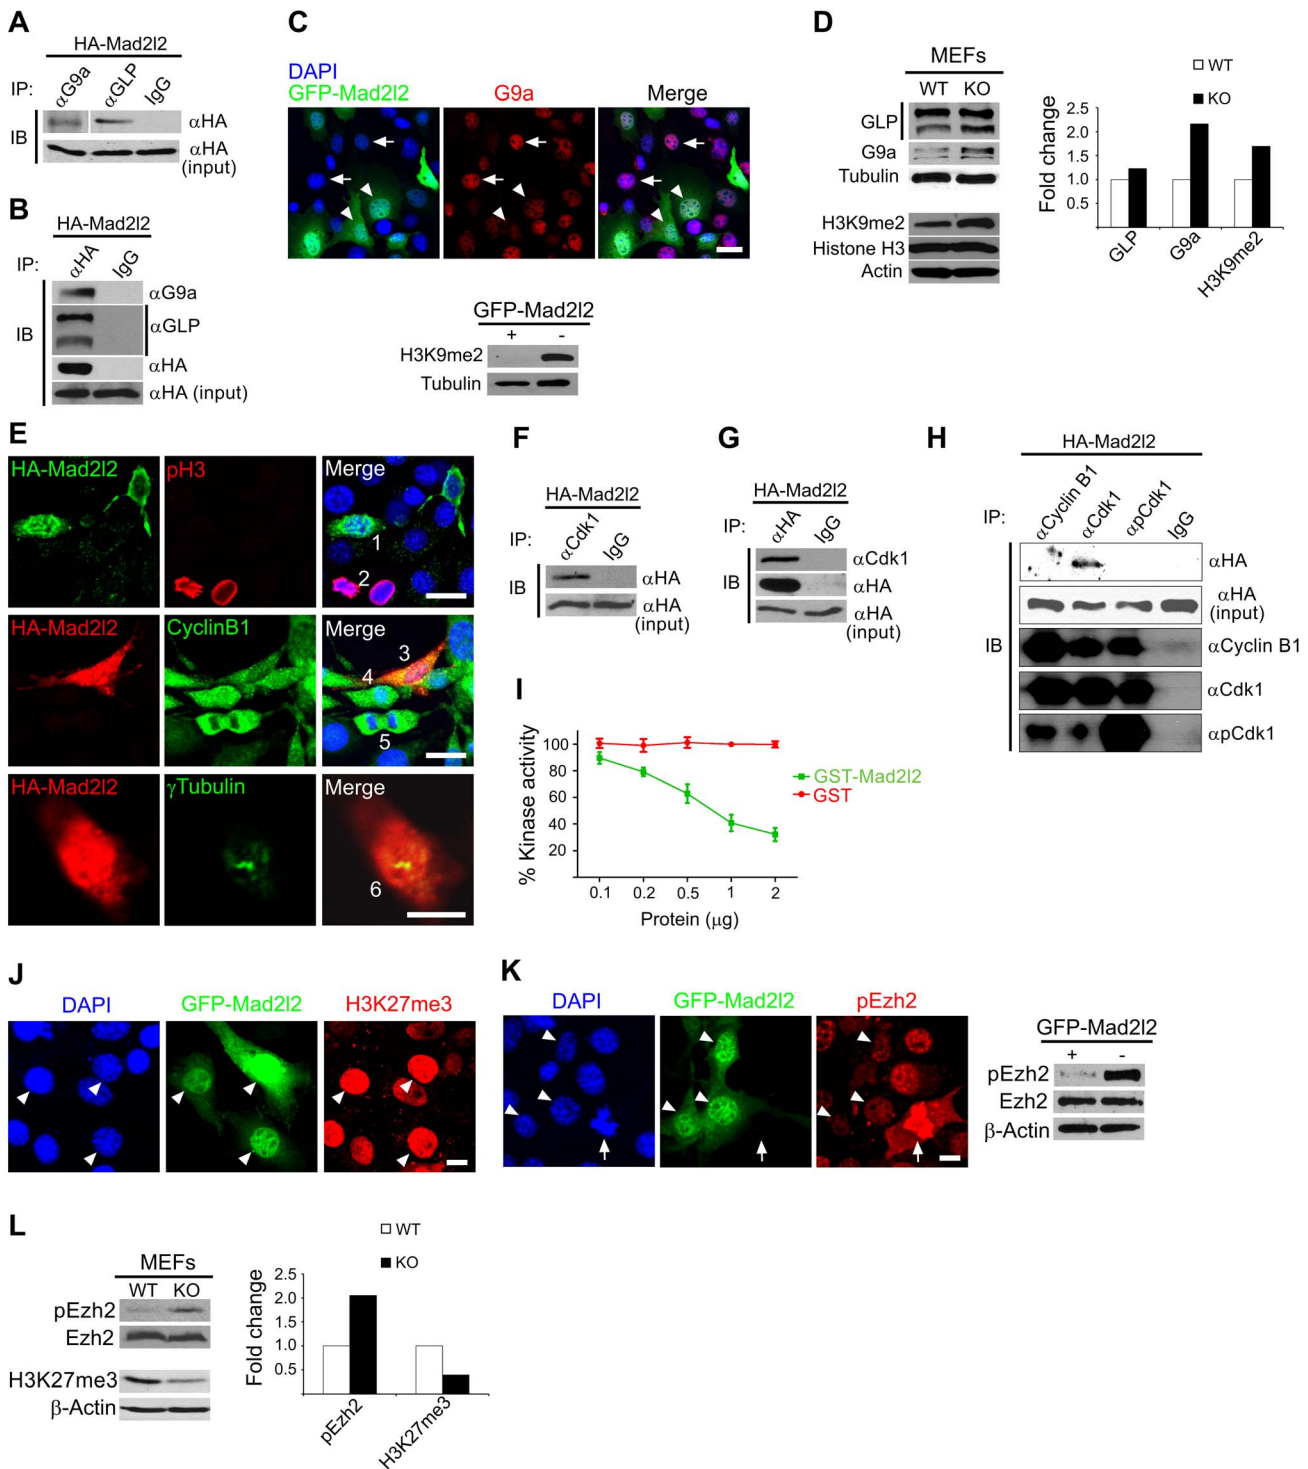 A
HA-Mad2l2
IP:
αG9a
αGLP
IgG
IB
αHA
αHA
(input)
B
HA-Mad2l2
IP:
αHA
IgG
IB
αG9a
αGLP
αHA
αHA (input)
C
DAPI
GFP-Mad2l2
G9a
Merge
GFP-Mad2l2
+ -
H3K9me2
Tubulin
D
MEFs
WT KO
GLP
G9a
Tubulin
H3K9me2
Histone H3
Actin
WT
KO
Fold change
2.5
2.0
1.5
1.0
0.5
GLP
G9a
H3K9me2
E
HA-Mad2l2
pH3
Merge
1
2
HA-Mad2l2
CyclinB1
Merge
3
4
5
HA-Mad2l2
γTubulin
Merge
6
F
HA-Mad2l2
IP:
αCdk1
IgG
IB
αHA
αHA
(input)
G
HA-Mad2l2
IP:
αHA
IgG
IB
αCdk1
αHA
αHA
(input)
H
HA-Mad2l2
IP:
αCyclin B1
αCdk1
αpCdk1
IgG
IB
αHA
αHA
(input)
αCyclin B1
αCdk1
αpCdk1
I
% Kinase activity
100
80
60
40
20
0.1 0.2 0.5 1 2
Protein (µg)
GST-Mad2l2
GST
J
DAPI
GFP-Mad2l2
H3K27me3
K
DAPI
GFP-Mad2l2
pEzh2
GFP-Mad2l2
+ -
pEzh2
Ezh2
β-Actin
L
MEFs
WT KO
pEzh2
Ezh2
H3K27me3
β-Actin
WT
KO
Fold change
2.5
2.0
1.0
0.5
pEzh2
H3K27me3